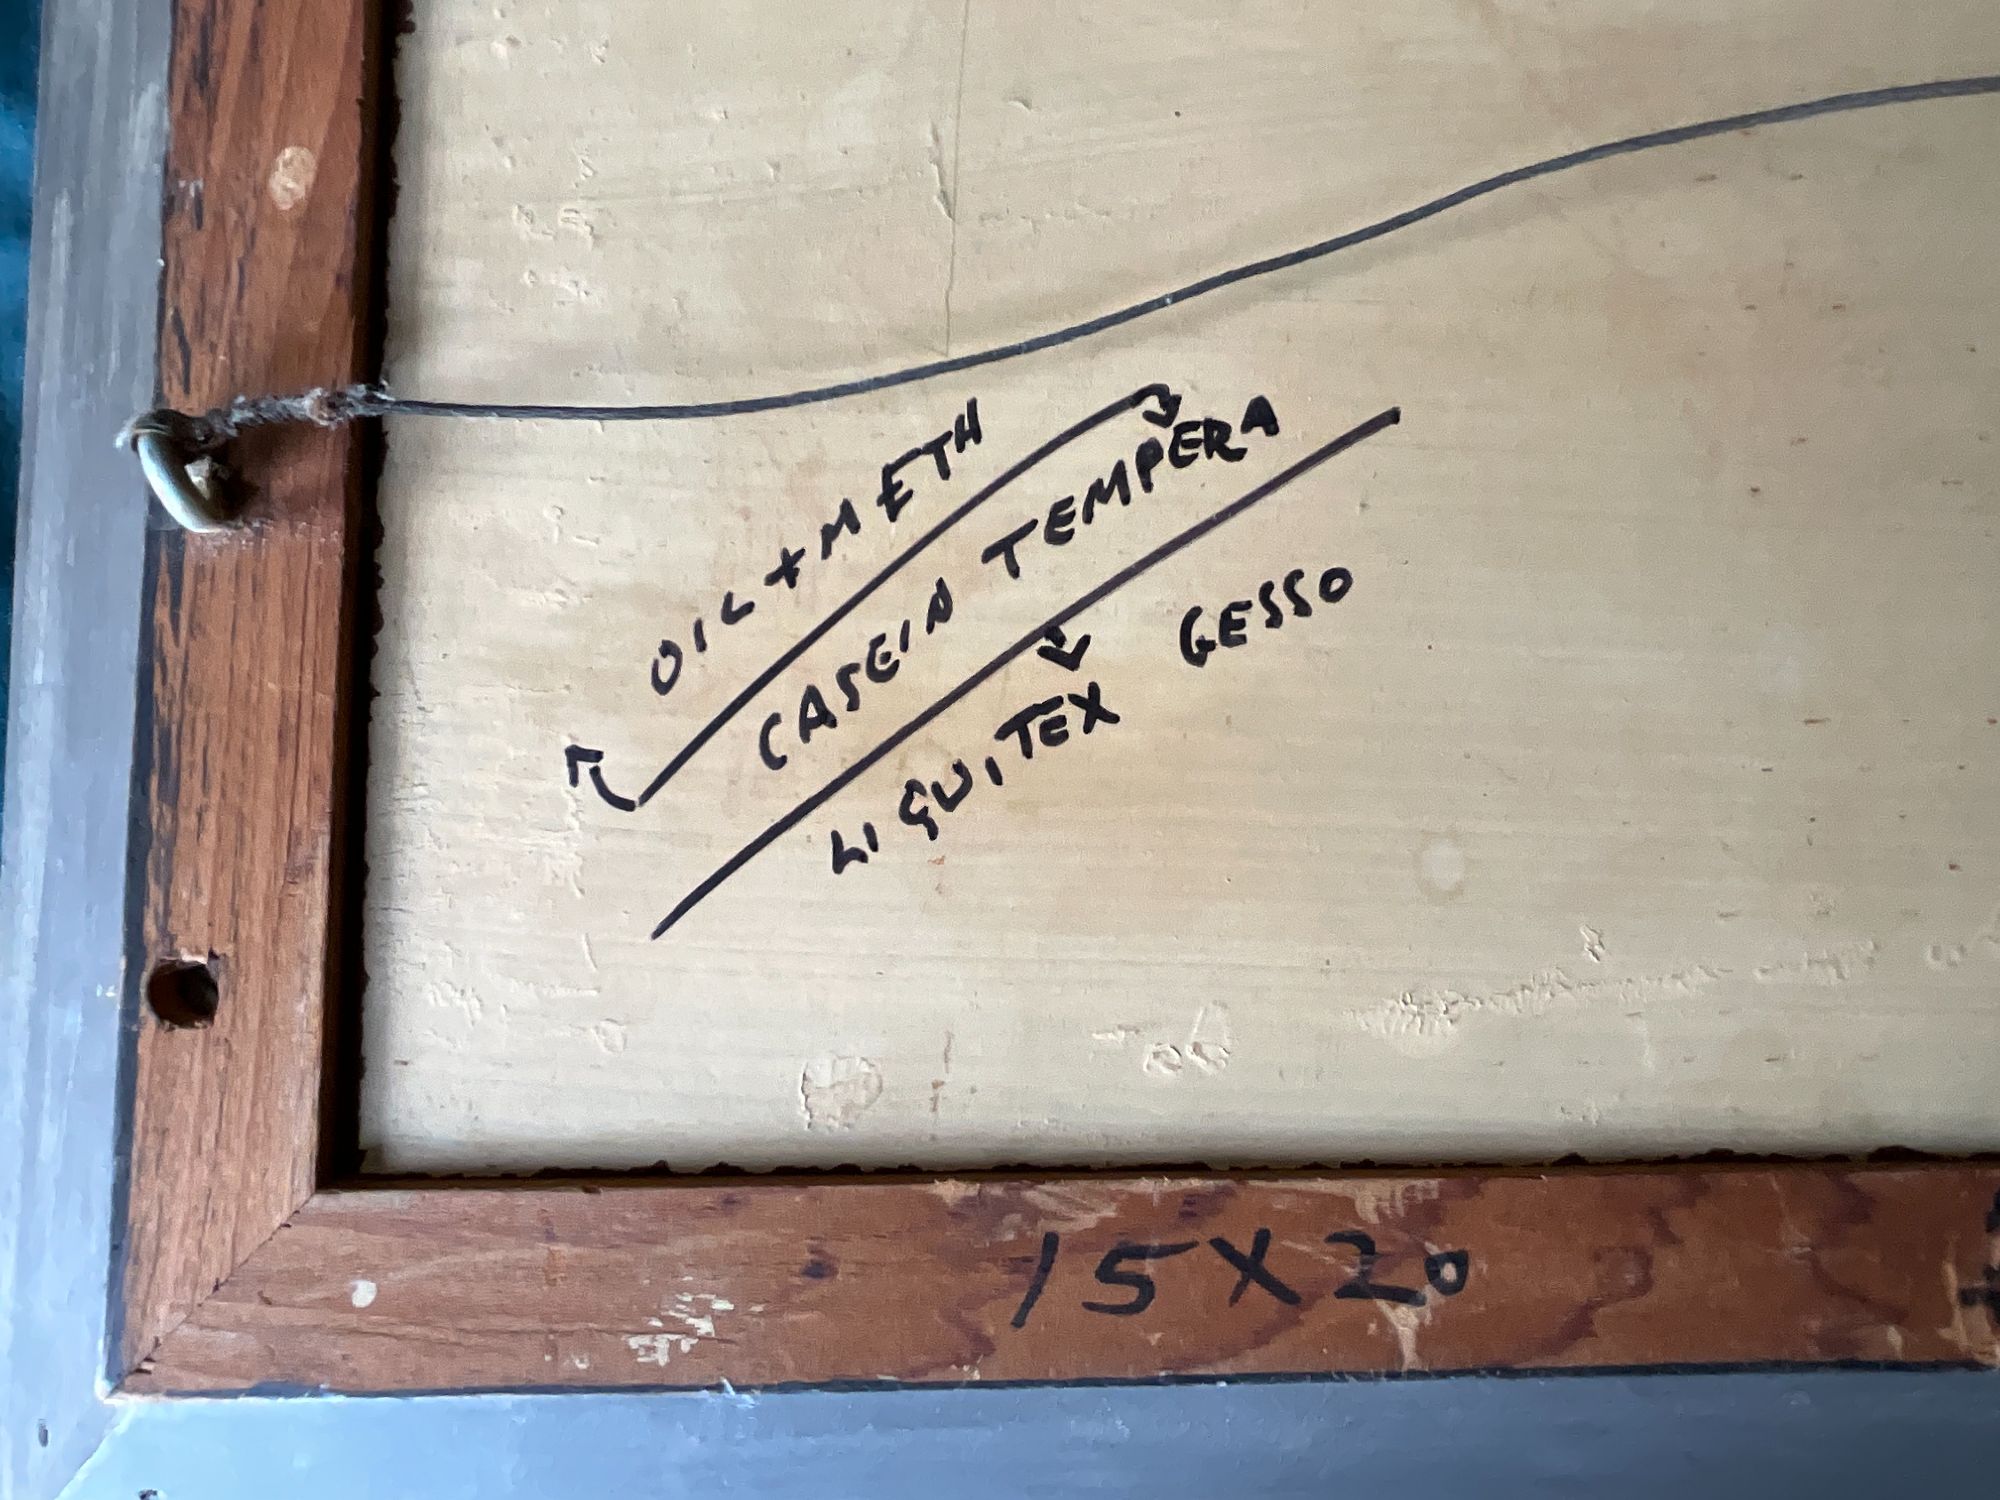 OIL + METH
CASEIN TEMPERA
LIQUITEX GESSO
15 X 20